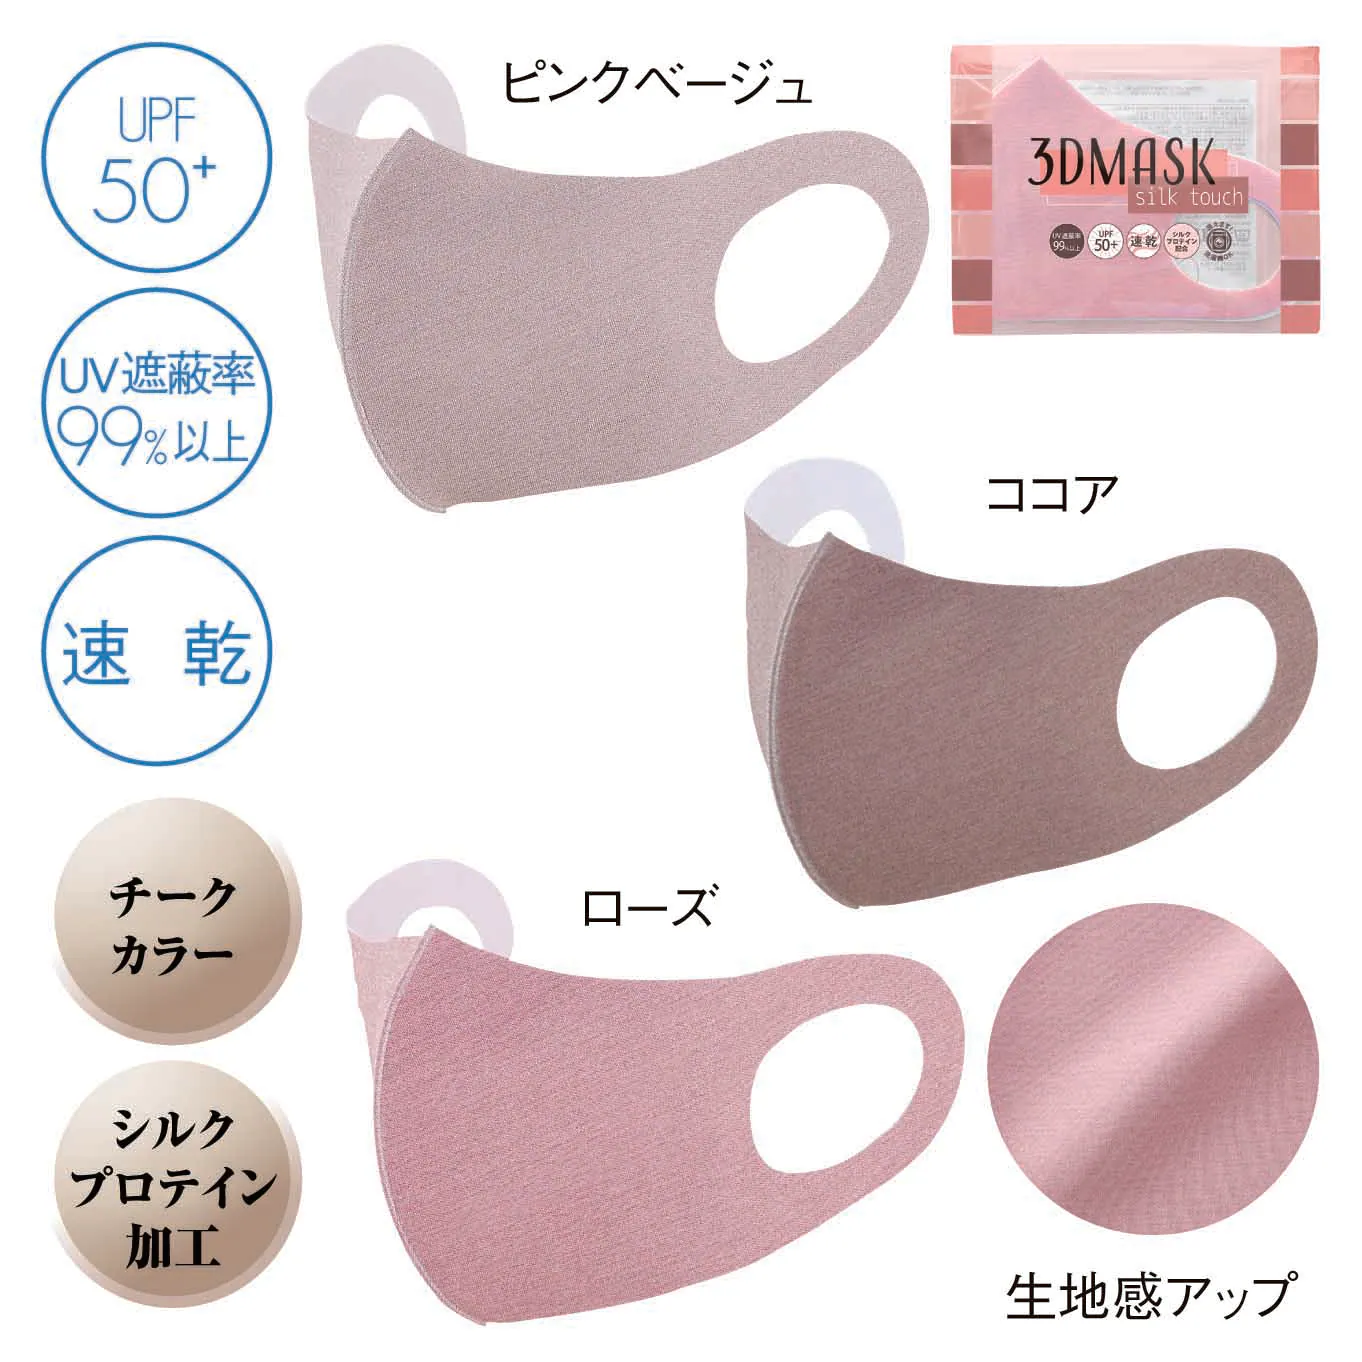 UPF
50+
UV遮蔽率
99%以上
速乾
チーク
カラー
シルク
プロテイン
加工
ピンクベージュ
ココア
ローズ
生地感アップ
3DMASK
silk touch
UV遮蔽率
99%以上
UPF
50+
速乾
シルク
プロテイン
配合